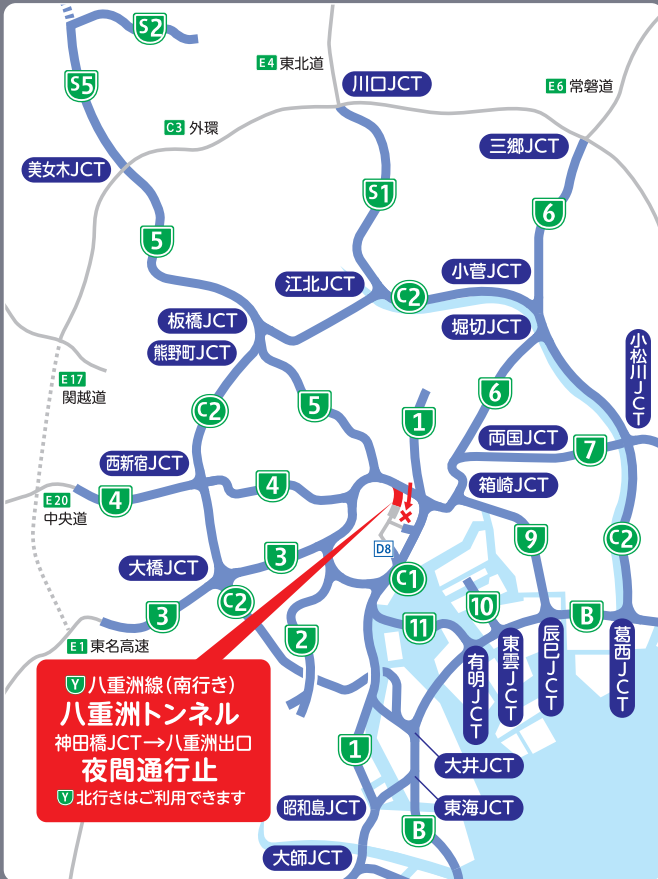 S2
E4 東北道
川口JCT
S5
E6 常磐道
C3 外環
三郷JCT
美女木JCT
S1
6
5
小菅JCT
江北JCT
C2
板橋JCT
堀切JCT
熊野町JCT
小松川JCT
E17
関越道
6
C2
5
1
両国JCT
7
西新宿JCT
4
箱崎JCT
E20
中央道
4
9
C2
D8
大橋JCT
3
C1
C2
10
3
11
B
2
E1 東名高速
有明JCT
東雲JCT
辰巳JCT
葛西JCT
Y 八重洲線(南行き)
八重洲トンネル
神田橋JCT→八重洲出口
夜間通行止
Y 北行きはご利用できます
1
大井JCT
昭和島JCT
東海JCT
B
大師JCT